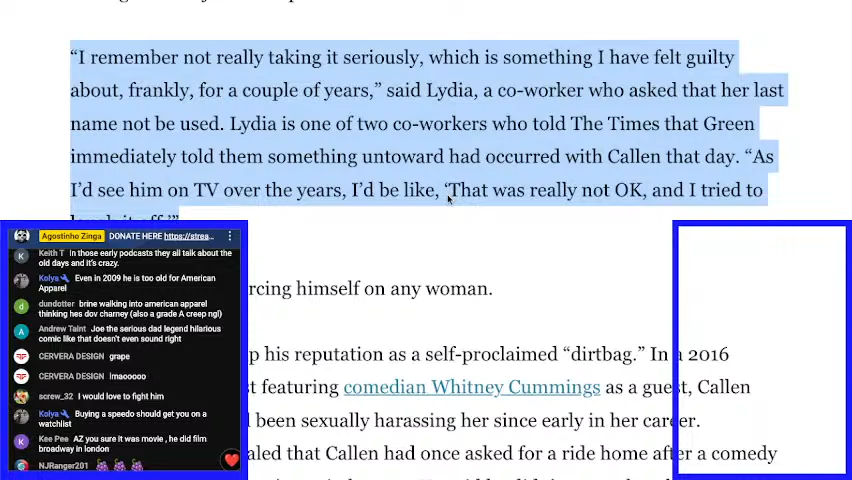 “I remember not really taking it seriously, which is something I have felt guilty
about, frankly, for a couple of years,” said Lydia, a co-worker who asked that her last
name not be used. Lydia is one of two co-workers who told The Times that Green
immediately told them something untoward had occurred with Callen that day. “As
I’d see him on TV over the years, I’d be like, ‘That was really not OK, and I tried to
rcing himself on any woman.
p his reputation as a self-proclaimed “dirtbag.” In a 2016
st featuring comedian Whitney Cummings as a guest, Callen
been sexually harassing her since early in her career.
aled that Callen had once asked for a ride home after a comedy
Agostinho Zinga DONATE HERE https://strea...
Keith T In those early podcasts they all talk about the
old days and it's crazy.
Kolya Even in 2009 he is too old for American
Apparel
dundotter brine walking into american apparel
thinking hes dov charney (also a grade A creep ngl)
Andrew Taint Joe the serious dad legend hilarious
comic like that doesn't even sound right
CERVERA DESIGN grape
CERVERA DESIGN lmaoooo
screw_32 I would love to fight him
Kolya Buying a speedo should get you on a
watchlist
Kee Pee AZ you sure it was movie , he did film
broadway in london
NJRanger201